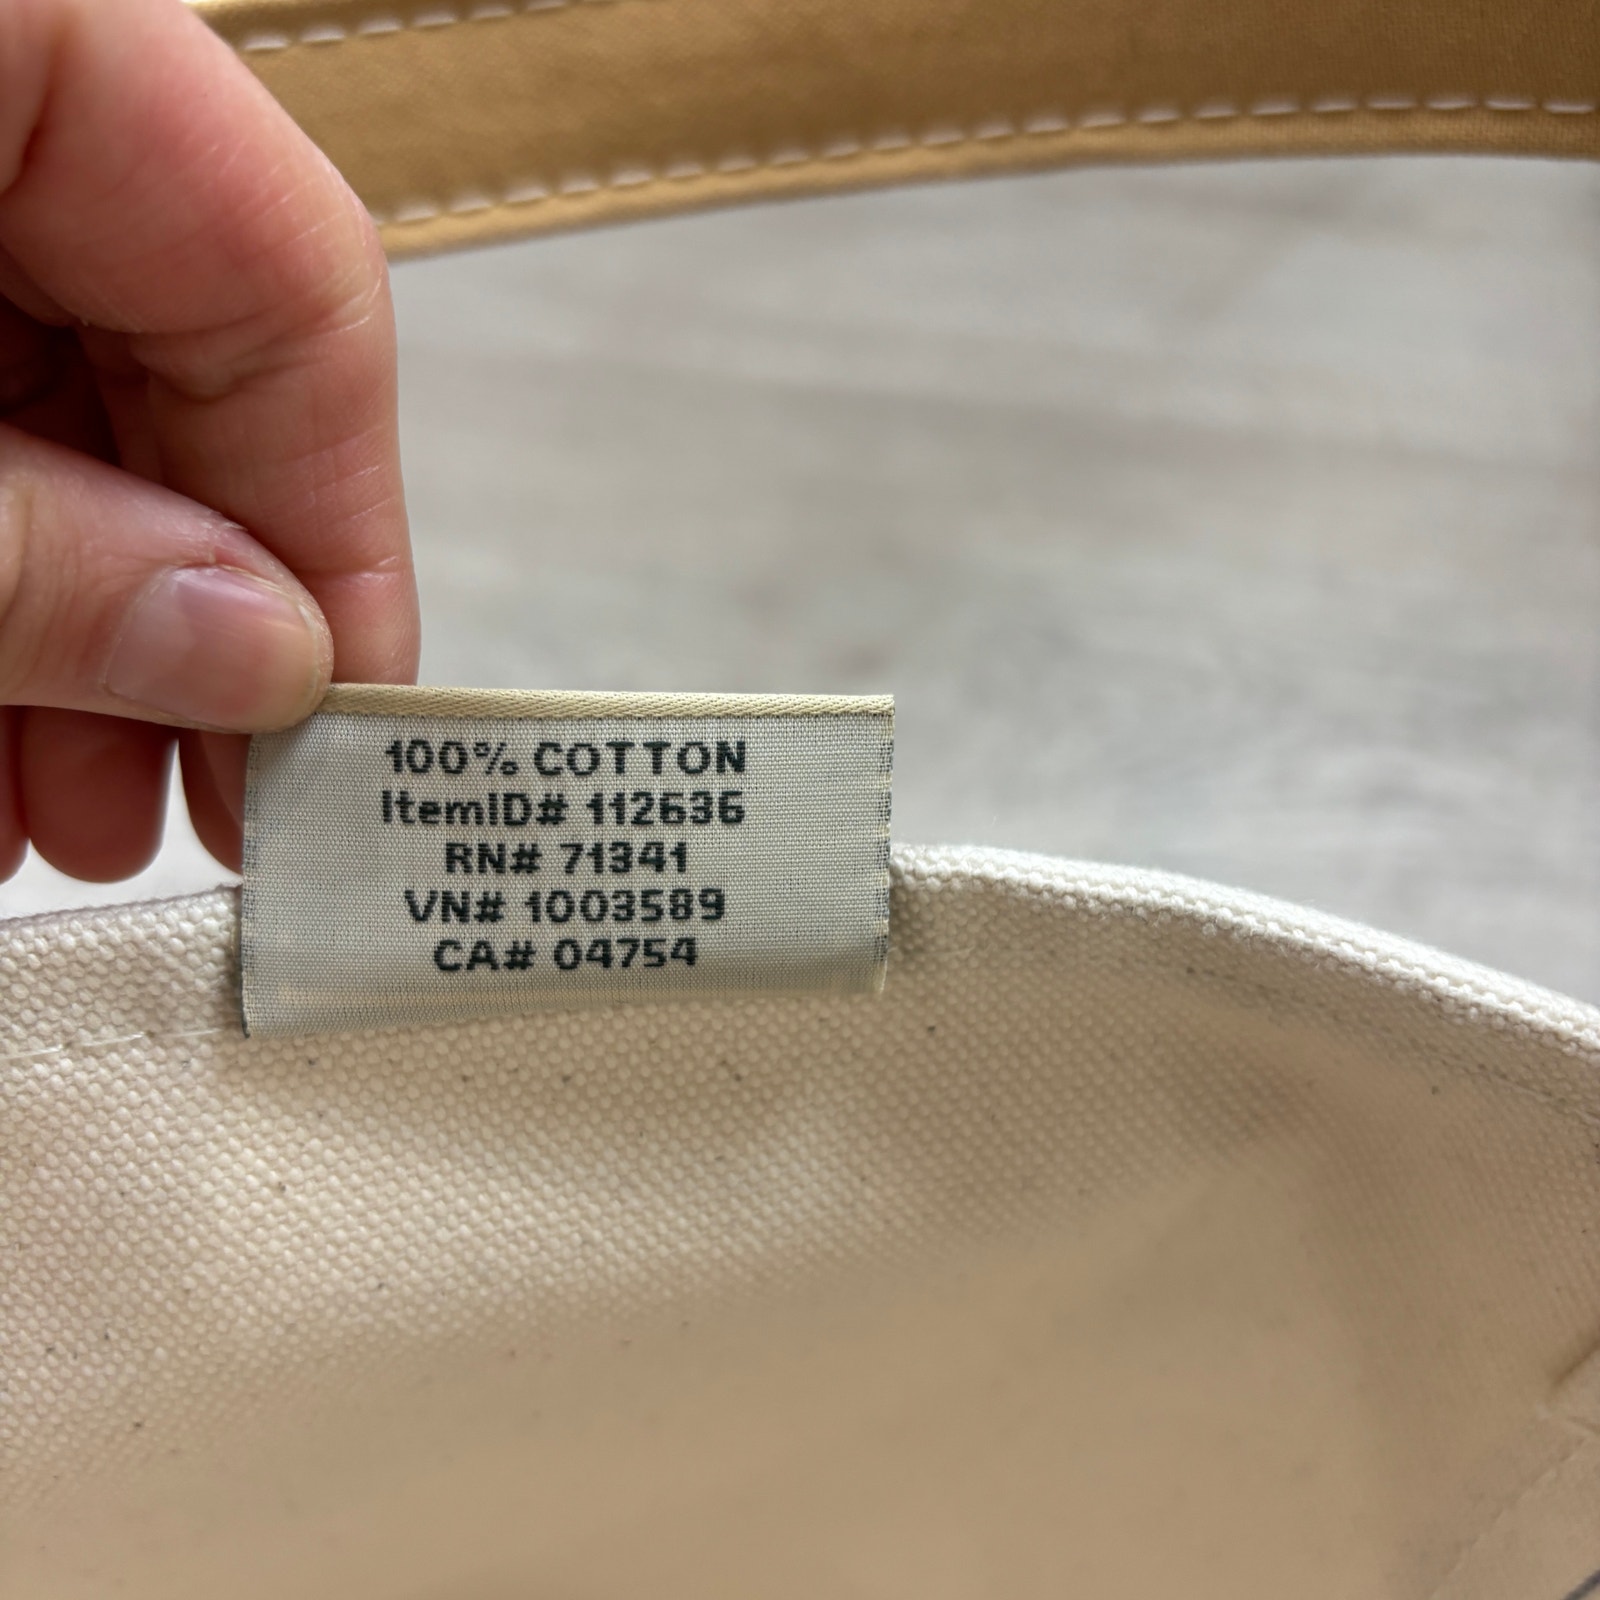 100% COTTON
ItemID# 112636
RN# 71341
VN# 1003589
CA# 04754